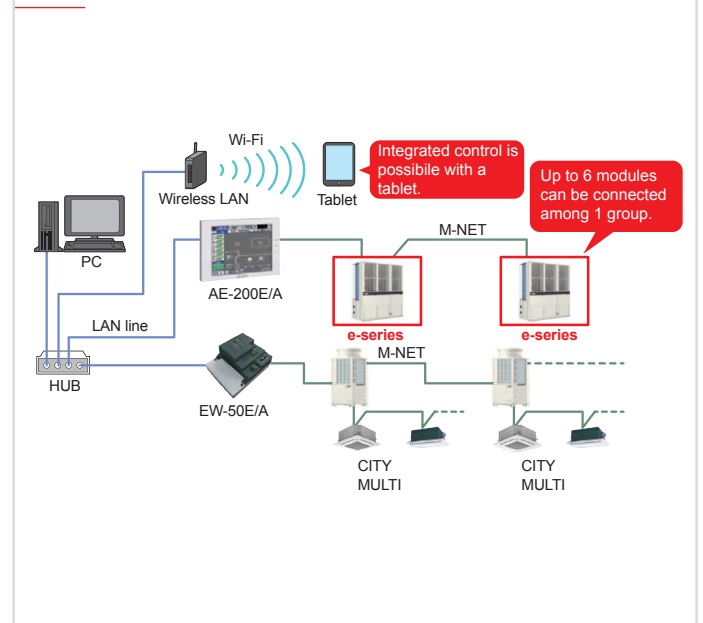 Wi-Fi
Integrated control is
possibile with a
tablet.
Up to 6 modules
can be connected
among 1 group.
Wireless LAN
Tablet
M-NET
PC
AE-200E/A
LAN line
e-series
e-series
M-NET
HUB
EW-50E/A
CITY
MULTI
CITY
MULTI